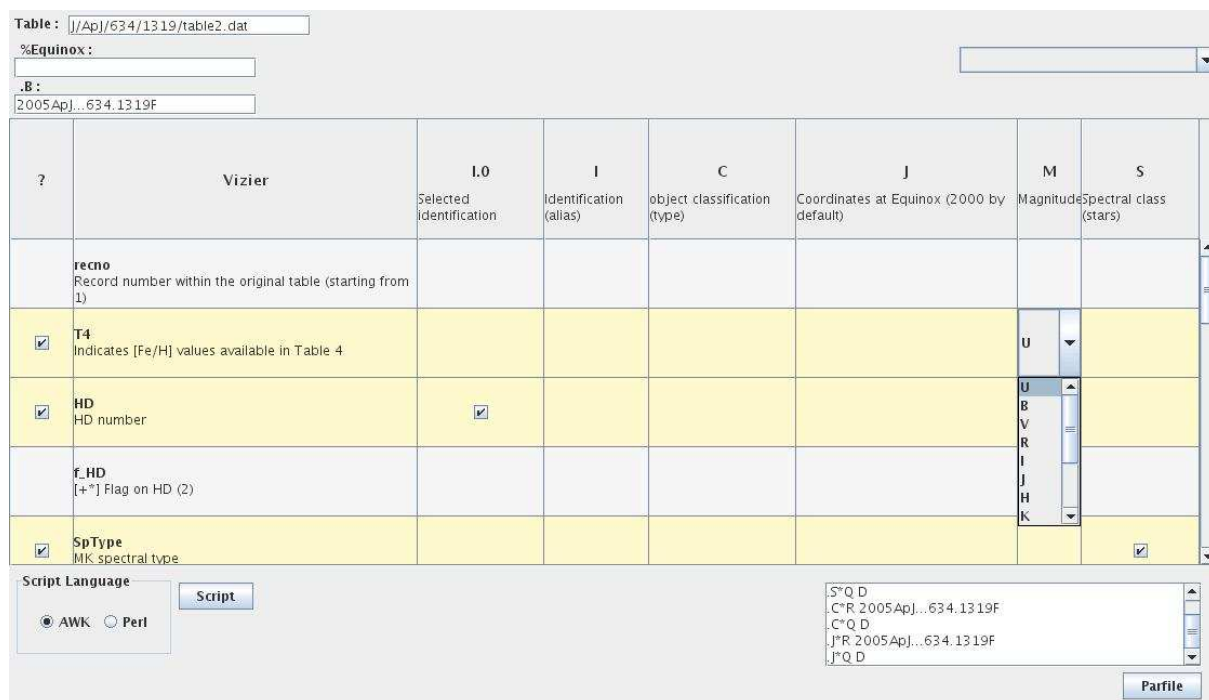 Table : J/ApJ/634/1319/table2.dat
%Equinox :
.B :
2005ApJ...634.1319F
? Vizier I.0 I C J M S
Selected identification
Identification (alias)
object classification (type)
Coordinates at Equinox (2000 by default)
Magnitude
Spectral class (stars)
recno
Record number within the original table (starting from 1)
T4
Indicates [Fe/H] values available in Table 4
U
HD
HD number
U
B
V
R
I
J
H
K
f_HD
[+*] Flag on HD (2)
SpType
MK spectral type
Script Language
AWK Perl
Script
.S*Q D
.C*R 2005ApJ...634.1319F
.C*Q D
.J*R 2005ApJ...634.1319F
.J*Q D
Parfile